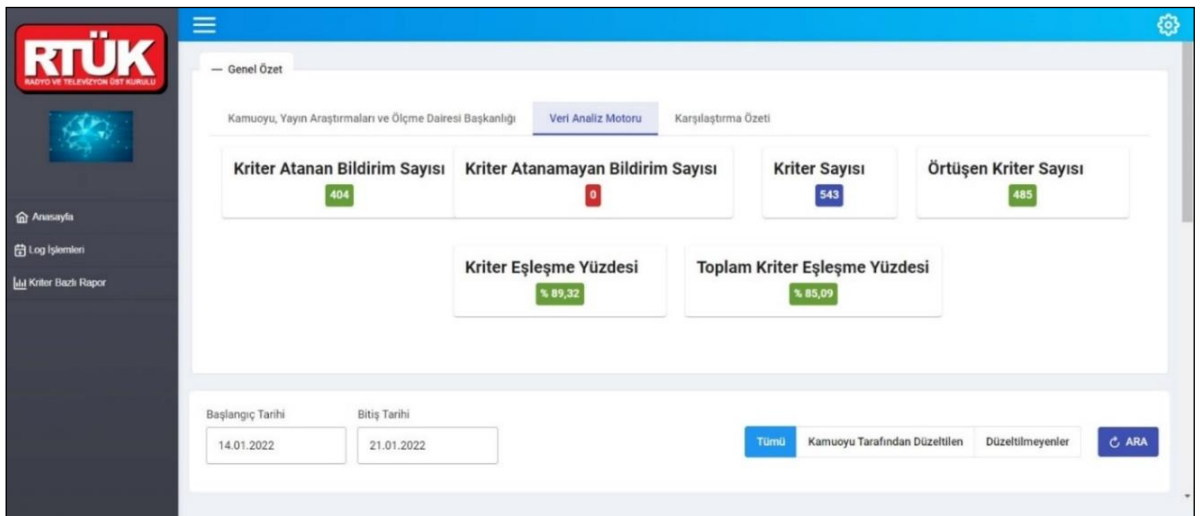 RTÜK
RADYO VE TELEVİZYON ÜST KURULU
Anasayfa
Log İşlemleri
Kriter Bazlı Rapor
— Genel Özet
Kamuoyu, Yayın Araştırmaları ve Ölçme Dairesi Başkanlığı
Veri Analiz Motoru
Karşılaştırma Özeti
Kriter Atanan Bildirim Sayısı
404
Kriter Atanamayan Bildirim Sayısı
0
Kriter Sayısı
543
Örtüşen Kriter Sayısı
485
Kriter Eşleşme Yüzdesi
% 89,32
Toplam Kriter Eşleşme Yüzdesi
% 85,09
Başlangıç Tarihi
14.01.2022
Bitiş Tarihi
21.01.2022
Tümü
Kamuoyu Tarafından Düzeltilen
Düzeltilmeyenler
ARA